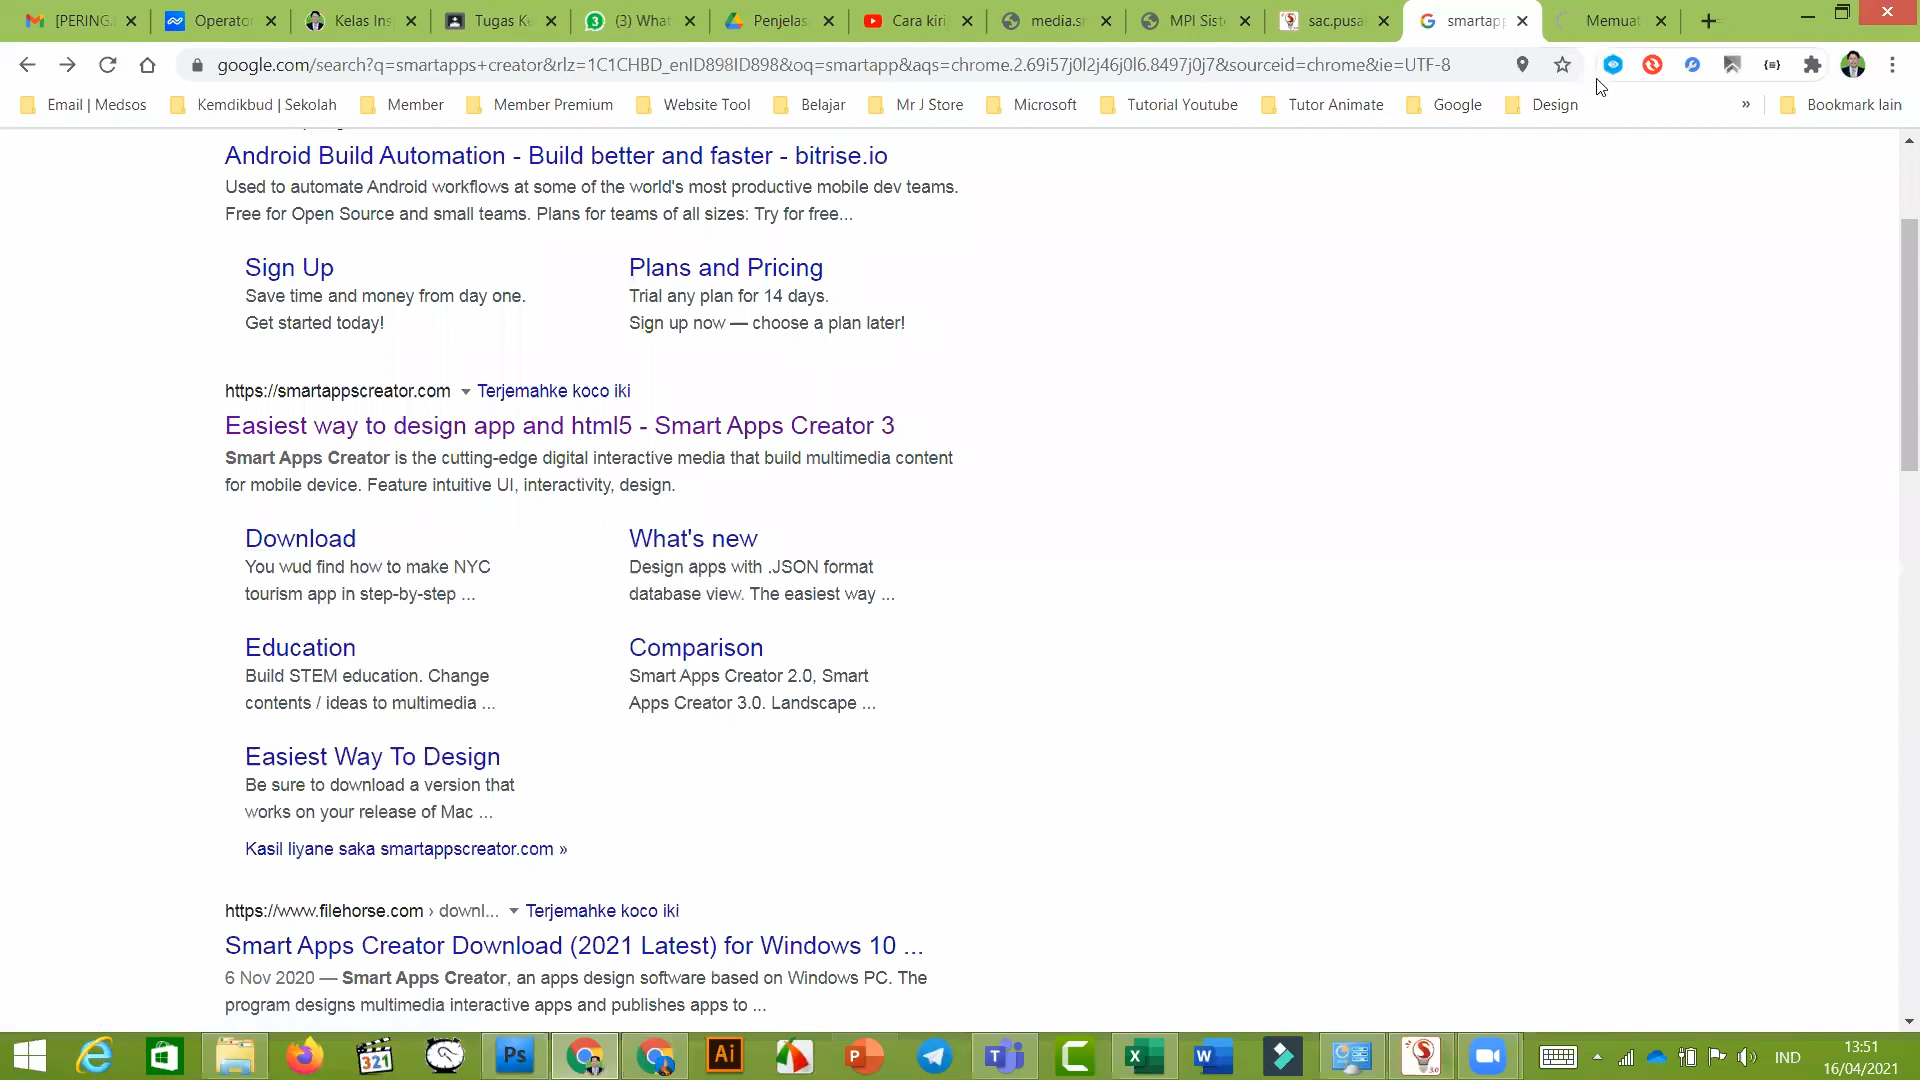 [PERING.
Operator
Kelas Ins
Tugas Ke
(3) What
Penjelas
Cara kiri
media.sr
MPI Sist
sac.pusa
smartapp
Memuat
google.com/search?q=smartapps+creator&rlz=1C1CHBD_enID898ID898&oq=smartapp&aqs=chrome.2.69i57j0l2j46j0l6.8497j0j7&sourceid=chrome&ie=UTF-8
Email | Medsos
Kemdikbud | Sekolah
Member
Member Premium
Website Tool
Belajar
Mr J Store
Microsoft
Tutorial Youtube
Tutor Animate
Google
Design
»
Bookmark lain
Android Build Automation - Build better and faster - bitrise.io
Used to automate Android workflows at some of the world's most productive mobile dev teams.
Free for Open Source and small teams. Plans for teams of all sizes: Try for free...
Sign Up
Save time and money from day one.
Get started today!
Plans and Pricing
Trial any plan for 14 days.
Sign up now — choose a plan later!
https://smartappscreator.com Terjemahke koco iki
Easiest way to design app and html5 - Smart Apps Creator 3
Smart Apps Creator is the cutting-edge digital interactive media that build multimedia content
for mobile device. Feature intuitive UI, interactivity, design.
Download
You wud find how to make NYC
tourism app in step-by-step ...
What's new
Design apps with .JSON format
database view. The easiest way ...
Education
Build STEM education. Change
contents / ideas to multimedia ...
Comparison
Smart Apps Creator 2.0, Smart
Apps Creator 3.0. Landscape ...
Easiest Way To Design
Be sure to download a version that
works on your release of Mac ...
Kasil liyane saka smartappscreator.com »
https://www.filehorse.com › downl... Terjemahke koco iki
Smart Apps Creator Download (2021 Latest) for Windows 10 ...
6 Nov 2020 — Smart Apps Creator, an apps design software based on Windows PC. The
program designs multimedia interactive apps and publishes apps to ...
321
Ps
Ai
IND
13:51
16/04/2021